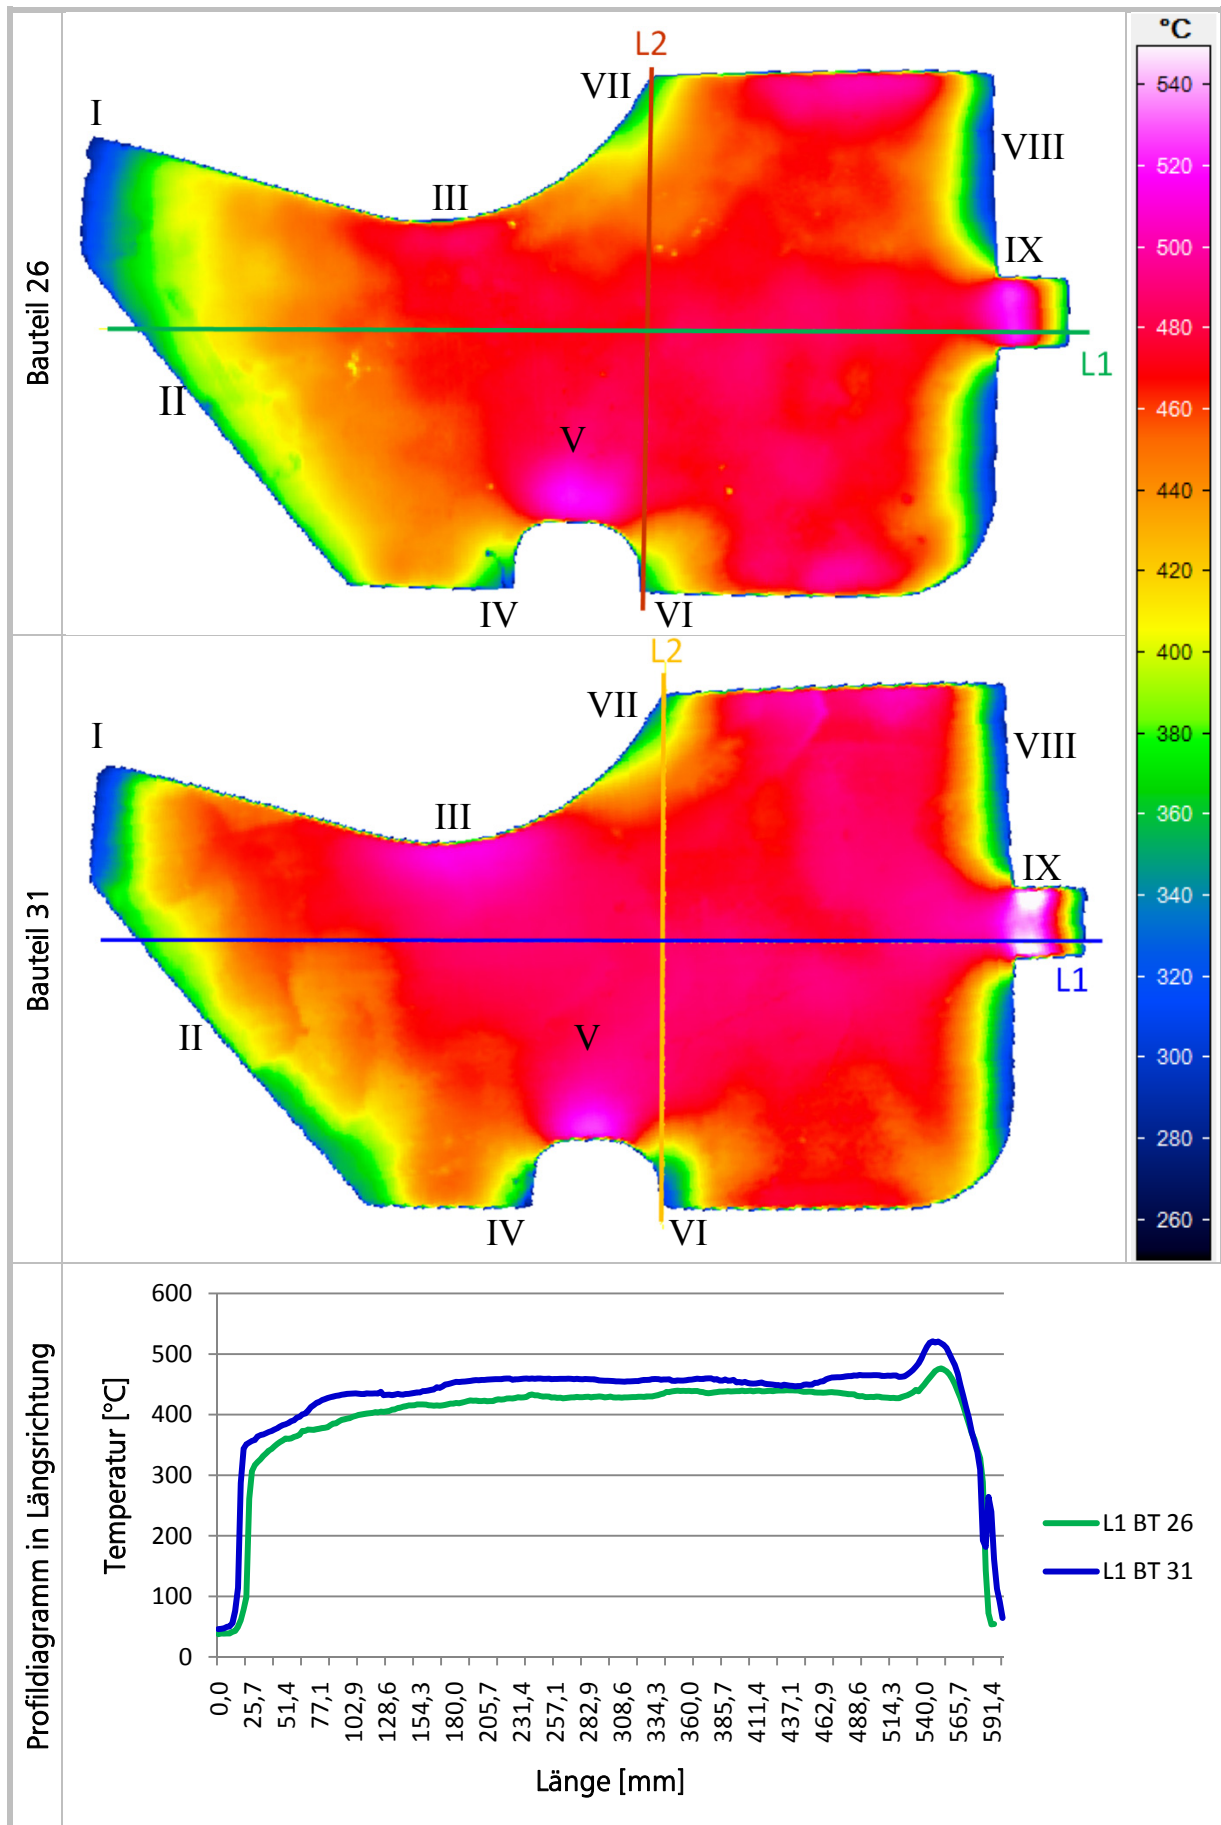 °C
L2
VII
I
VIII
III
IX
L1
II
V
IV
VI
Bauteil 26
540
520
500
480
460
440
420
400
380
360
340
320
300
280
260
L2
VII
I
VIII
III
IX
L1
II
V
IV
VI
Bauteil 31
Profildiagramm in Längsrichtung
Temperatur [°C]
600
500
400
300
200
100
0
0,0
25,7
51,4
77,1
102,9
128,6
154,3
180,0
205,7
231,4
257,1
282,9
308,6
334,3
360,0
385,7
411,4
437,1
462,9
488,6
514,3
540,0
565,7
591,4
Länge [mm]
L1 BT 26
L1 BT 31